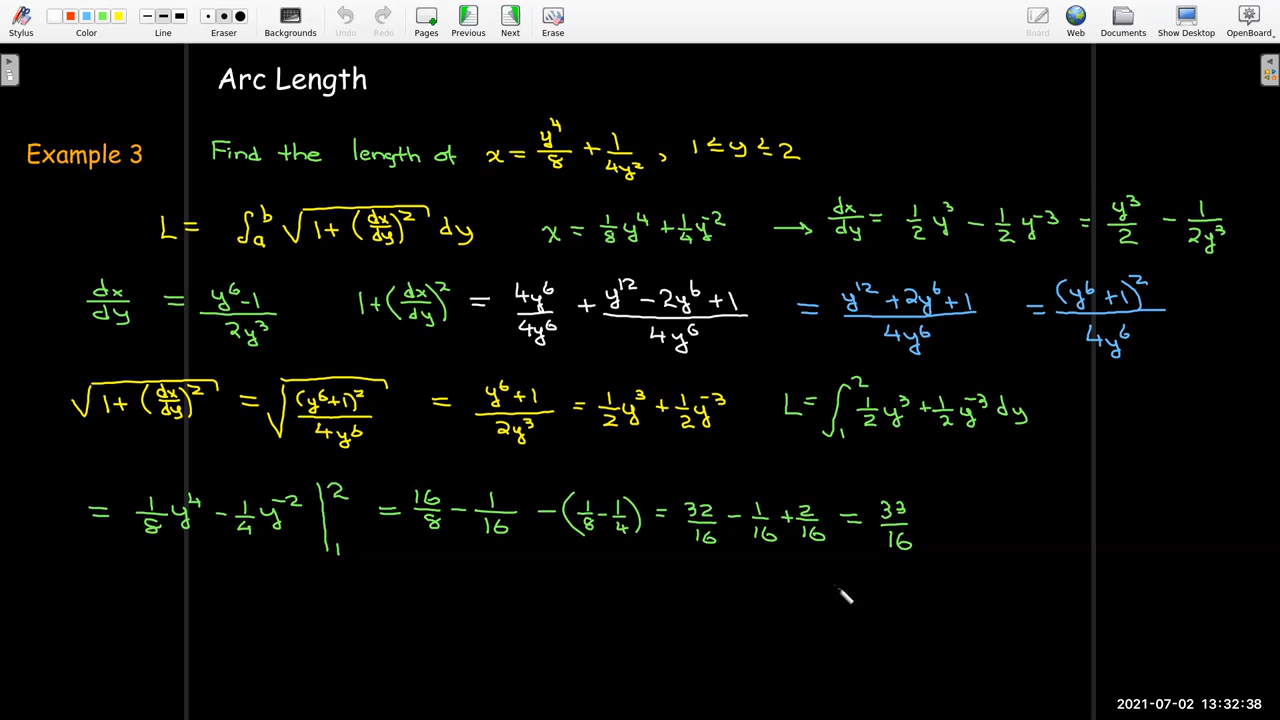 Stylus Color Line Eraser Backgrounds Undo Redo Pages Previous Next Erase Board Web Documents Show Desktop OpenBoard
Arc Length
Example 3 Find the length of x = y⁴/8 + 1/(4y²), 1 ≤ y ≤ 2
L = ∫ₐᵇ √(1 + (dx/dy)²) dy x = 1/8 y⁴ + 1/4 y⁻² → dx/dy = 1/2 y³ − 1/2 y⁻³ = y³/2 − 1/(2y³)
dx/dy = (y⁶ − 1)/(2y³) 1 + (dx/dy)² = 4y⁶/4y⁶ + (y¹² − 2y⁶ + 1)/(4y⁶) = (y¹² + 2y⁶ + 1)/(4y⁶) = (y⁶ + 1)²/(4y⁶)
√(1 + (dx/dy)²) = √((y⁶+1)²/(4y⁶)) = (y⁶ + 1)/(2y³) = 1/2 y³ + 1/2 y⁻³ L = ∫₁² 1/2 y³ + 1/2 y⁻³ dy
= 1/8 y⁴ − 1/4 y⁻² |₁² = 16/8 − 1/16 − (1/8 − 1/4) = 32/16 − 1/16 + 2/16 = 33/16
2021-07-02 13:32:38